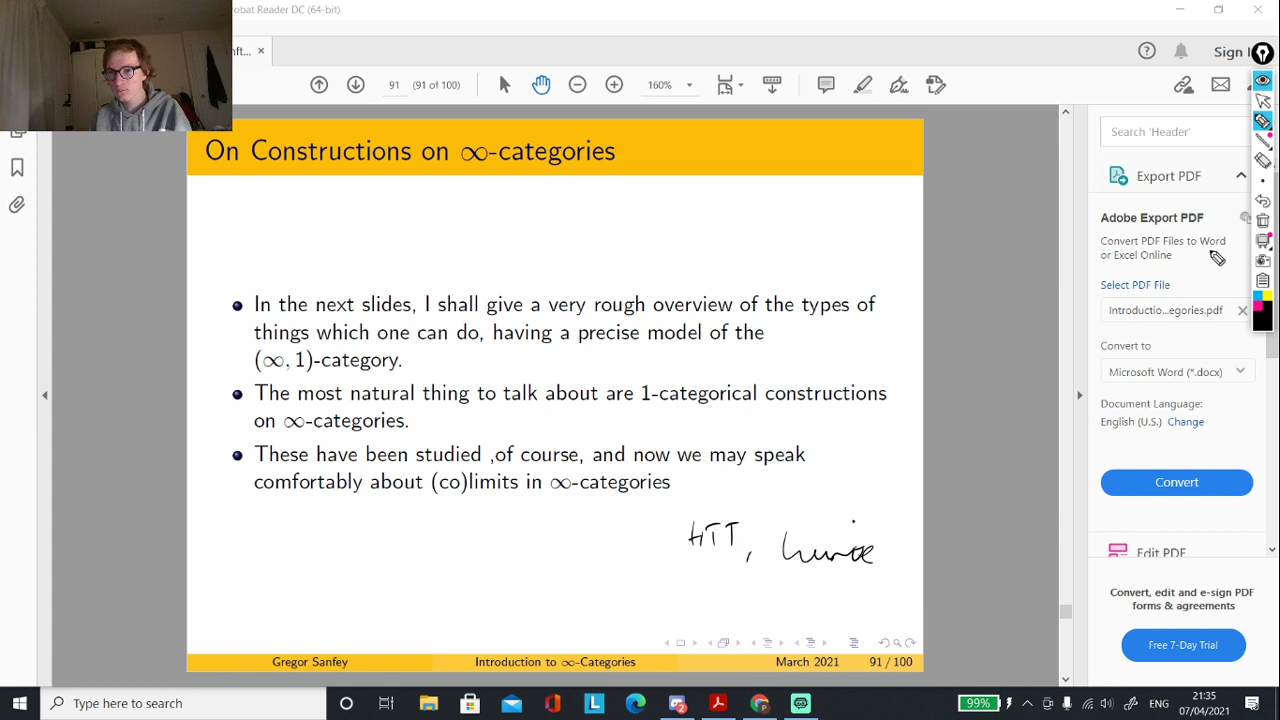 obat Reader DC (64-bit)
nft... ×
91 (91 of 100)
160%
Sign I
On Constructions on ∞-categories
In the next slides, I shall give a very rough overview of the types of
things which one can do, having a precise model of the
(∞, 1)-category.
The most natural thing to talk about are 1-categorical constructions
on ∞-categories.
These have been studied ,of course, and now we may speak
comfortably about (co)limits in ∞-categories
HTT,
Gregor Sanfey
Introduction to ∞-Categories
March 2021
91 / 100
Search 'Header'
Export PDF
Adobe Export PDF
Convert PDF Files to Word
or Excel Online
Select PDF File
Introductio...egories.pdf
Convert to
Microsoft Word (*.docx)
Document Language:
English (U.S.) Change
Convert
Edit PDF
Convert, edit and e-sign PDF
forms & agreements
Free 7-Day Trial
Type here to search
99%
ENG
21:35
07/04/2021